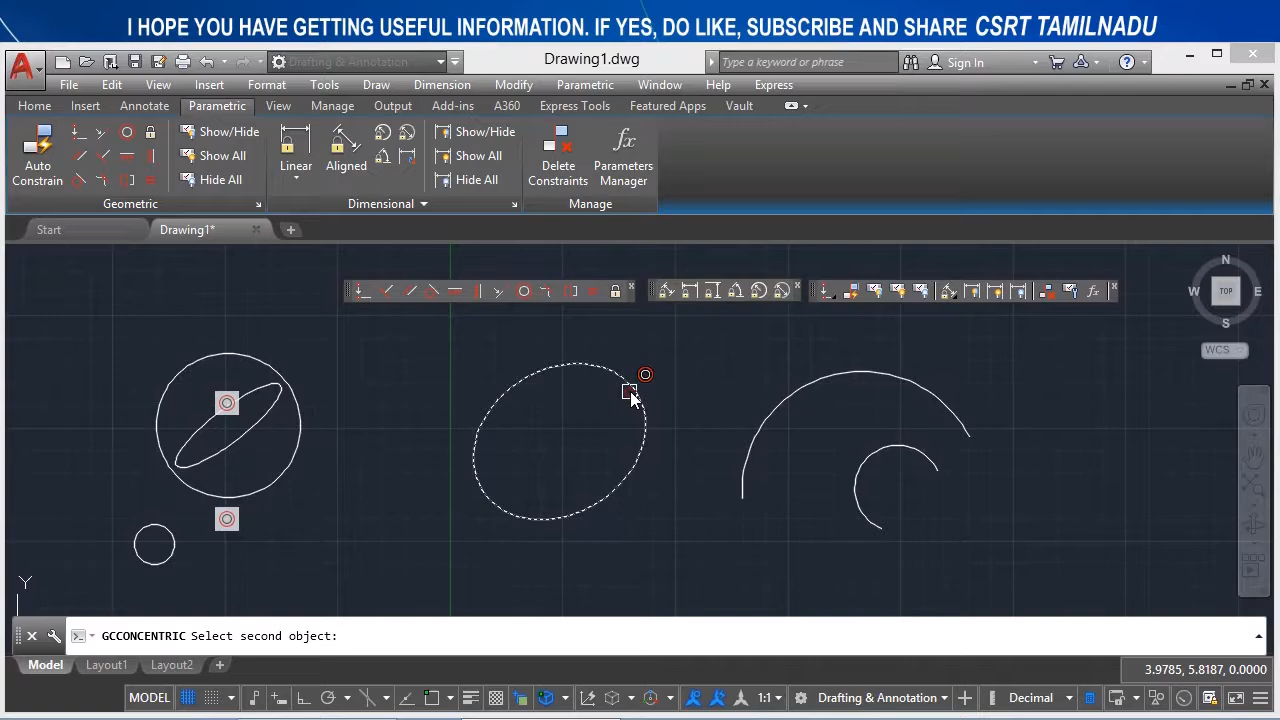 I HOPE YOU HAVE GETTING USEFUL INFORMATION. IF YES, DO LIKE, SUBSCRIBE AND SHARE CSRT TAMILNADU
A Drafting & Annotation Drawing1.dwg Type a keyword or phrase Sign In
File Edit View Insert Format Tools Draw Dimension Modify Parametric Window Help Express
Home Insert Annotate Parametric View Manage Output Add-ins A360 Express Tools Featured Apps Vault
Show/Hide Show/Hide
Auto Constrain Show All Linear Aligned Show All Delete Constraints fx Parameters Manager
Hide All Hide All
Geometric Dimensional Manage
Start Drawing1*
fx
N
W TOP E
S
WCS
Y
GCCONCENTRIC Select second object:
Model Layout1 Layout2 3.9785, 5.8187, 0.0000
MODEL 1:1 Drafting & Annotation Decimal